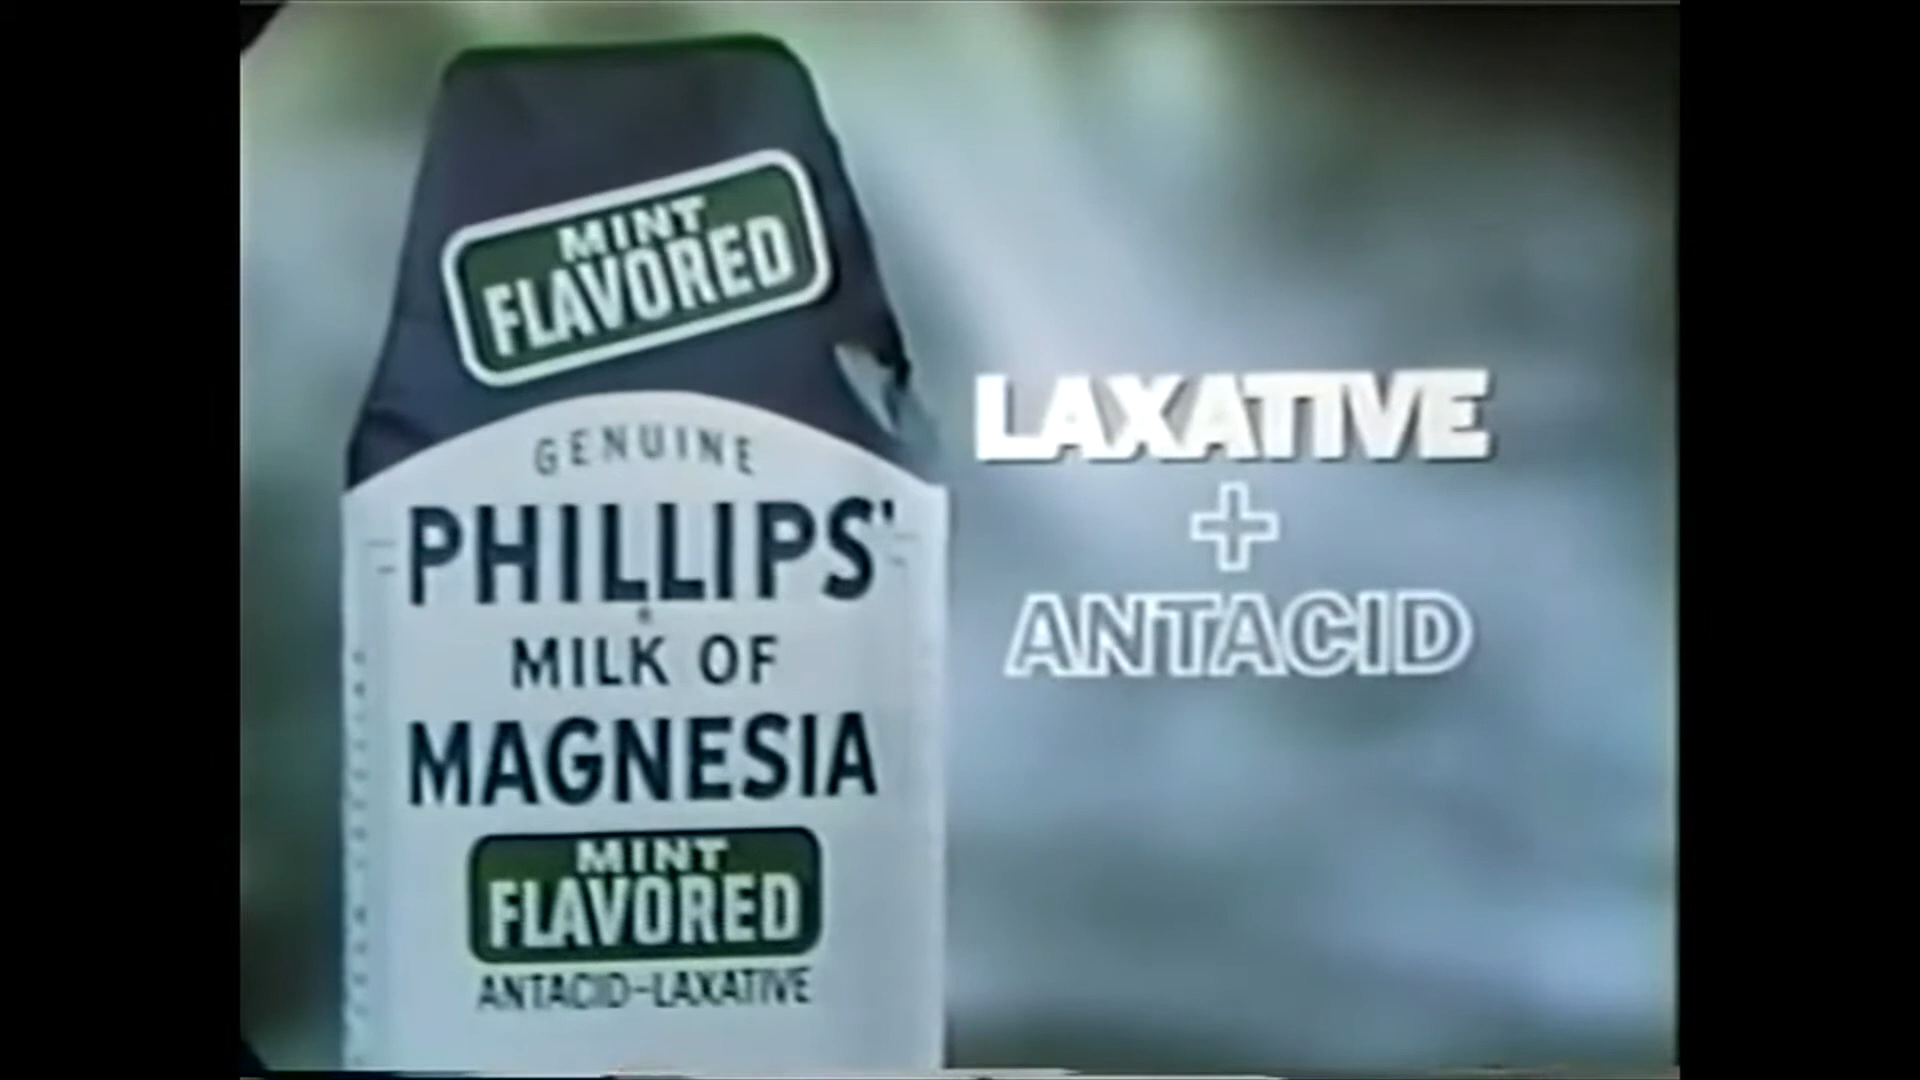 MINT
FLAVORED
GENUINE
PHILLIPS'
MILK OF
MAGNESIA
MINT
FLAVORED
ANTACID-LAXATIVE
LAXATIVE
+
ANTACID